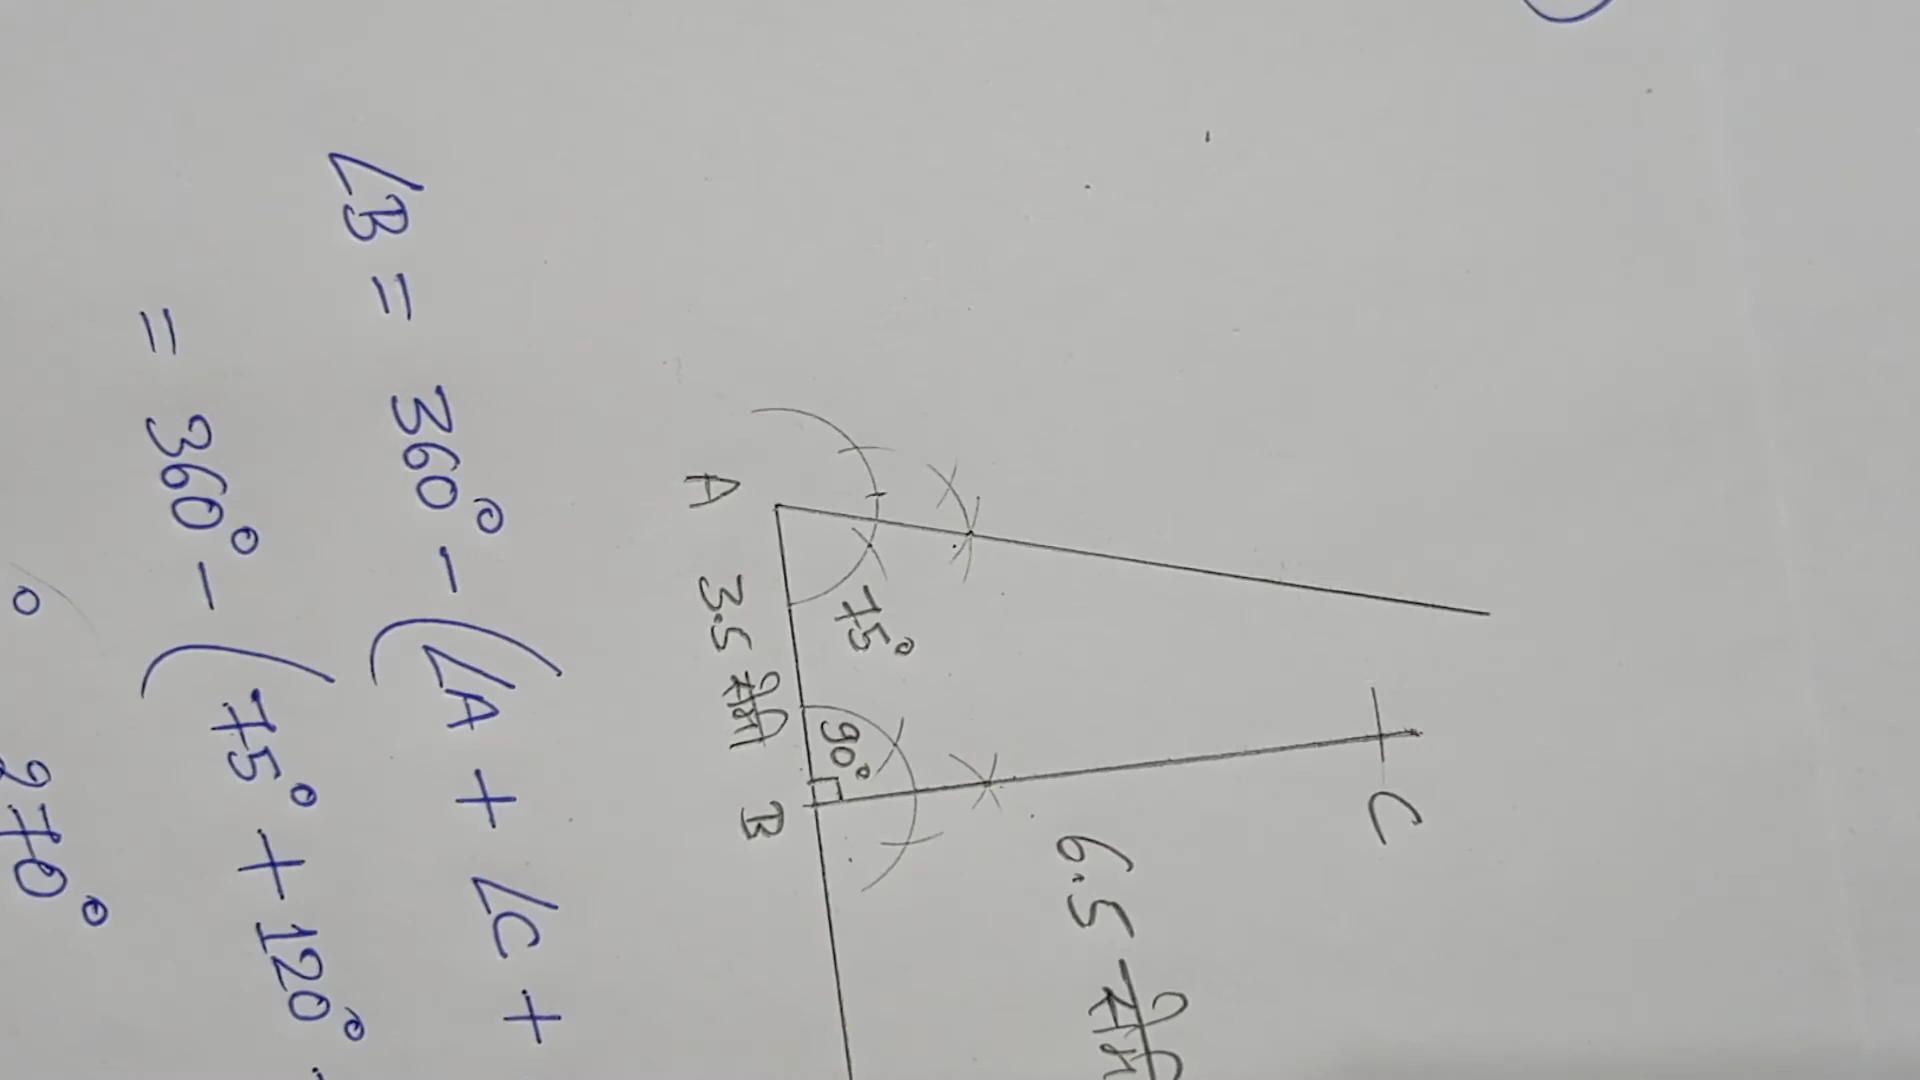 C
6.5 सेमी
75° 90°
A 3.5 सेमी B
∠B = 360° - (∠A + ∠C +
= 360° - (75° + 120°
° 270°